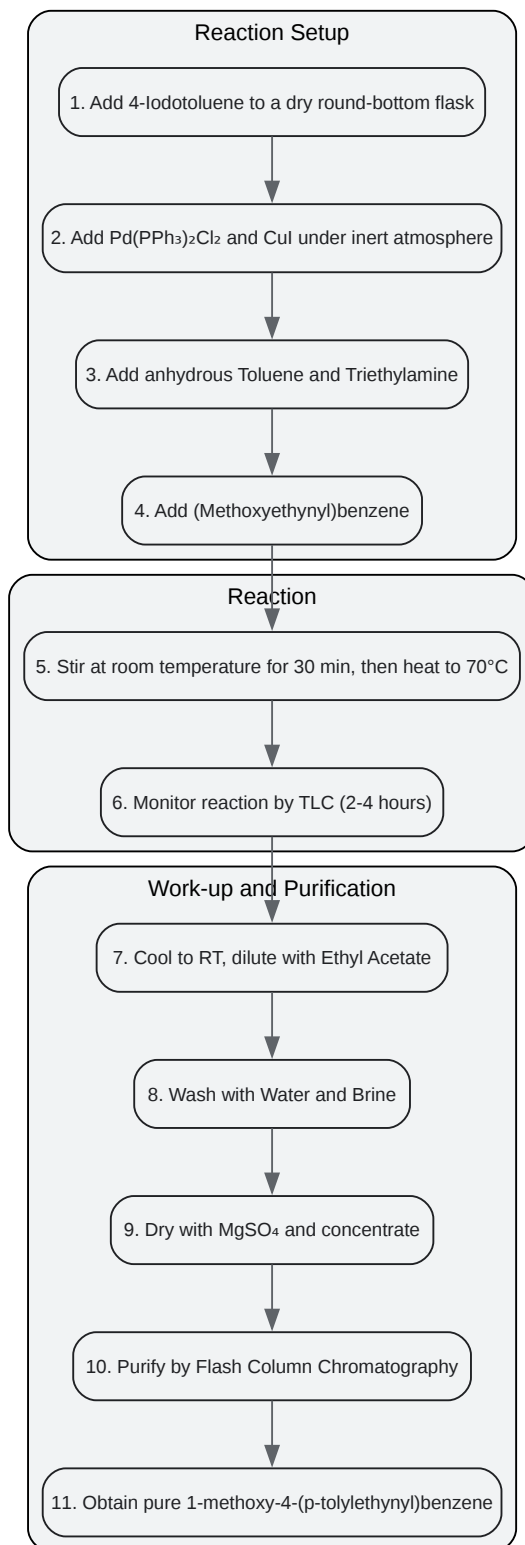 Reaction Setup
1. Add 4-Iodotoluene to a dry round-bottom flask
2. Add Pd(PPh₃)₂Cl₂ and CuI under inert atmosphere
3. Add anhydrous Toluene and Triethylamine
4. Add (Methoxyethynyl)benzene
Reaction
5. Stir at room temperature for 30 min, then heat to 70°C
6. Monitor reaction by TLC (2-4 hours)
Work-up and Purification
7. Cool to RT, dilute with Ethyl Acetate
8. Wash with Water and Brine
9. Dry with MgSO₄ and concentrate
10. Purify by Flash Column Chromatography
11. Obtain pure 1-methoxy-4-(p-tolylethynyl)benzene